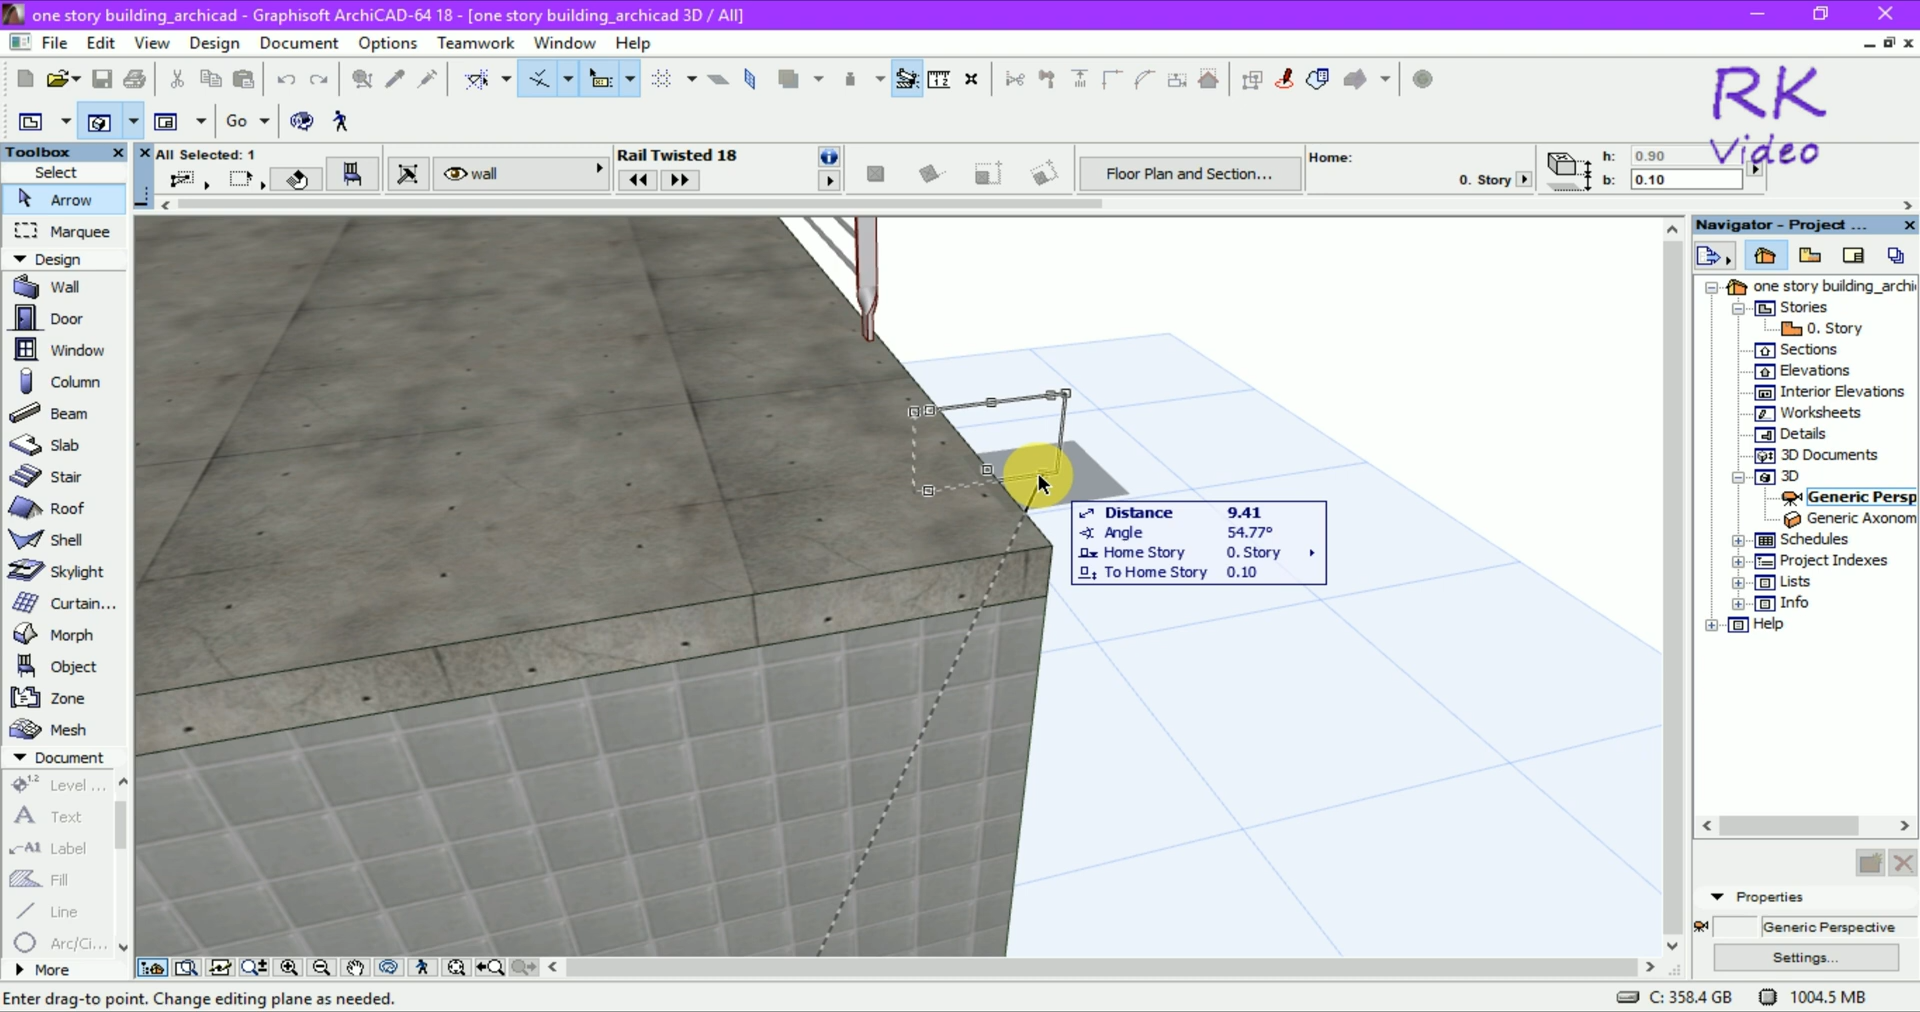 one story building_archicad - Graphisoft ArchiCAD-64 18 - [one story building_archicad 3D / All]
File Edit View Design Document Options Teamwork Window Help
RK
Video
Go
Toolbox
Select
Arrow
Marquee
Design
Wall
Door
Window
Column
Beam
Slab
Stair
Roof
Shell
Skylight
Curtain...
Morph
Object
Zone
Mesh
Document
1.2 Level ...
A Text
A1 Label
Fill
Line
Arc/Ci...
More
All Selected: 1
wall
Rail Twisted 18
Floor Plan and Section...
Home:
0. Story
h: 0.90
b: 0.10
Distance 9.41
Angle 54.77°
Home Story 0. Story
To Home Story 0.10
Navigator - Project ...
one story building_archi
Stories
0. Story
Sections
Elevations
Interior Elevations
Worksheets
Details
3D Documents
3D
Generic Persp
Generic Axonom
Schedules
Project Indexes
Lists
Info
Help
Properties
Generic Perspective
Settings...
Enter drag-to point. Change editing plane as needed.
C: 358.4 GB 1004.5 MB